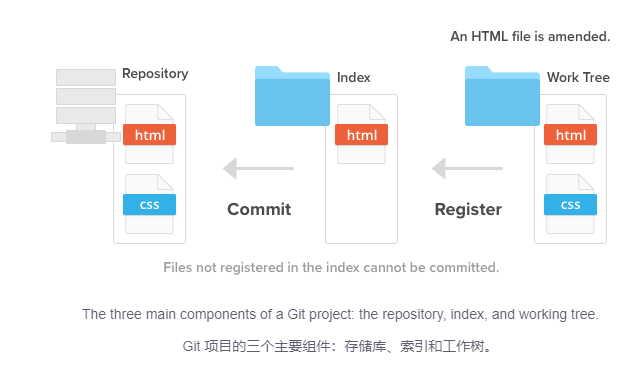 An HTML file is amended.
Repository
Index
Work Tree
html
html
html
css
css
Commit
Register
Files not registered in the index cannot be committed.
The three main components of a Git project: the repository, index, and working tree.
Git 项目的三个主要组件：存储库、索引和工作树。